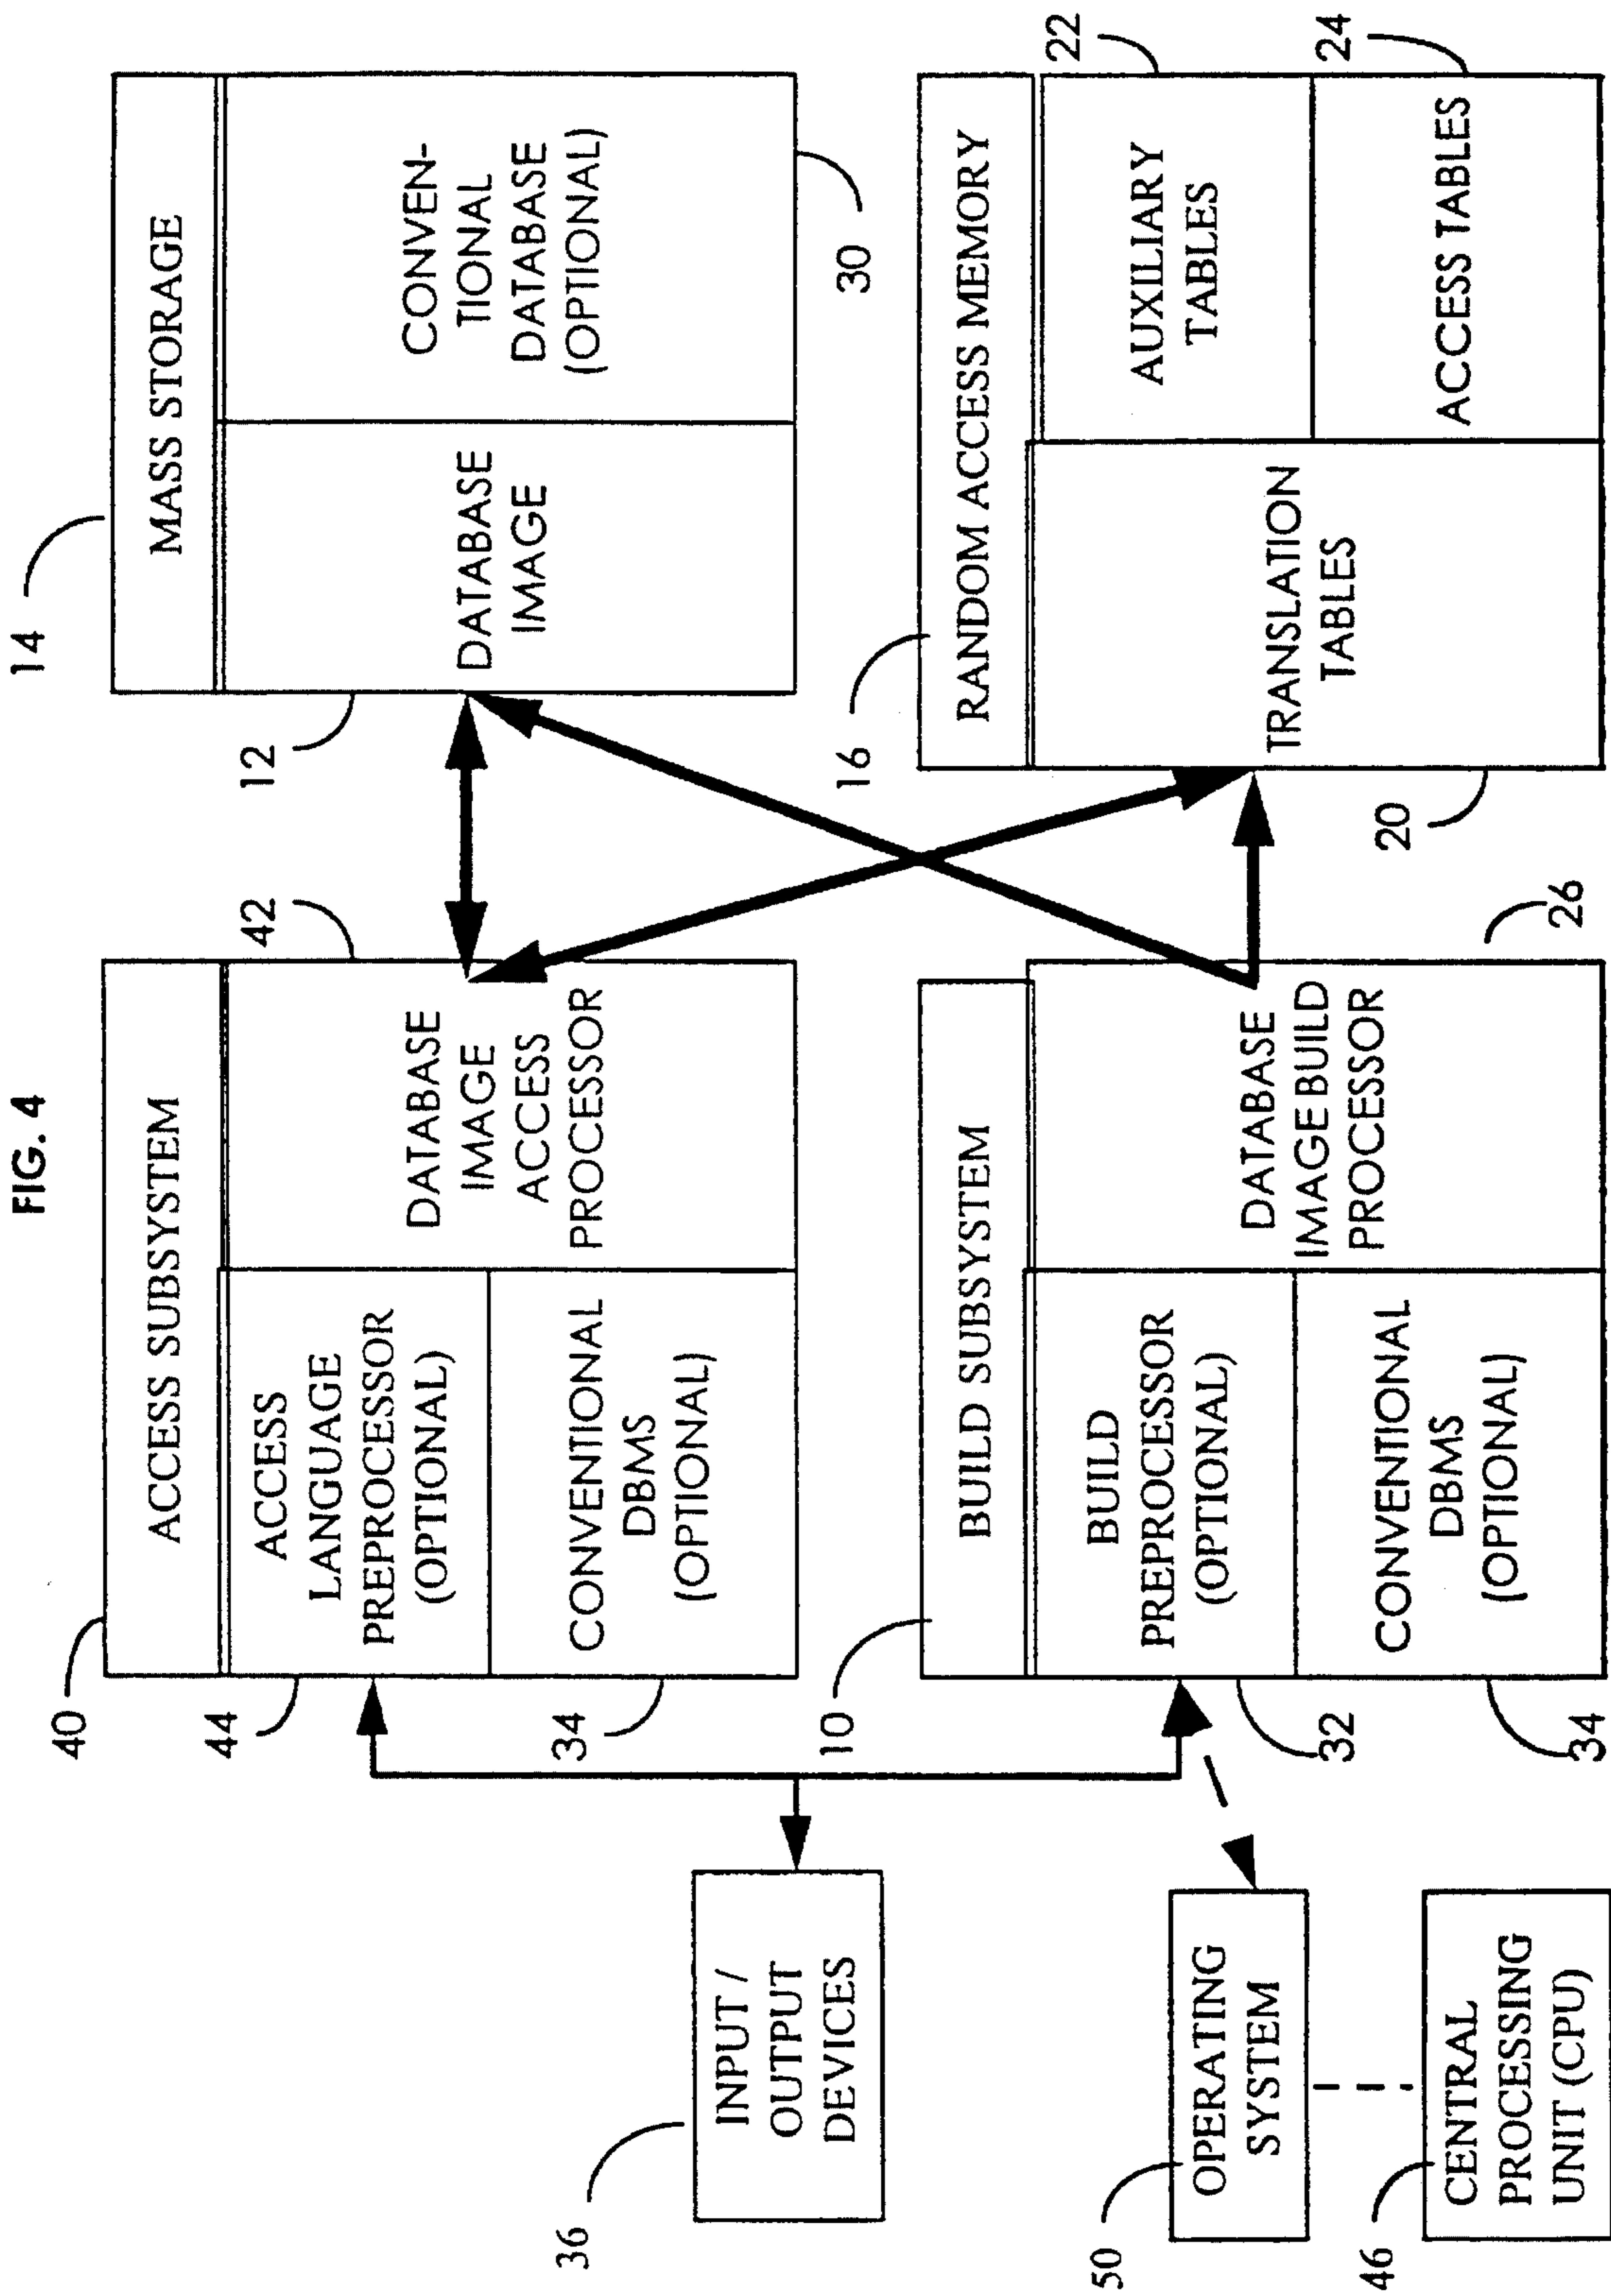 FIG. 4
40
ACCESS SUBSYSTEM
44
ACCESS
LANGUAGE
PREPROCESSOR
(OPTIONAL)
34
CONVENTIONAL
DBMS
(OPTIONAL)
42
DATABASE
IMAGE
ACCESS
PROCESSOR
14
MASS STORAGE
12
DATABASE
IMAGE
CONVEN-
TIONAL
DATABASE
(OPTIONAL)
30
36
INPUT /
OUTPUT
DEVICES
10
BUILD SUBSYSTEM
BUILD
PREPROCESSOR
(OPTIONAL)
32
CONVENTIONAL
DBMS
(OPTIONAL)
34
DATABASE
IMAGE BUILD
PROCESSOR
26
16
RANDOM ACCESS MEMORY
TRANSLATION
TABLES
20
AUXILIARY
TABLES
22
ACCESS TABLES
24
50
OPERATING
SYSTEM
46
CENTRAL
PROCESSING
UNIT (CPU)